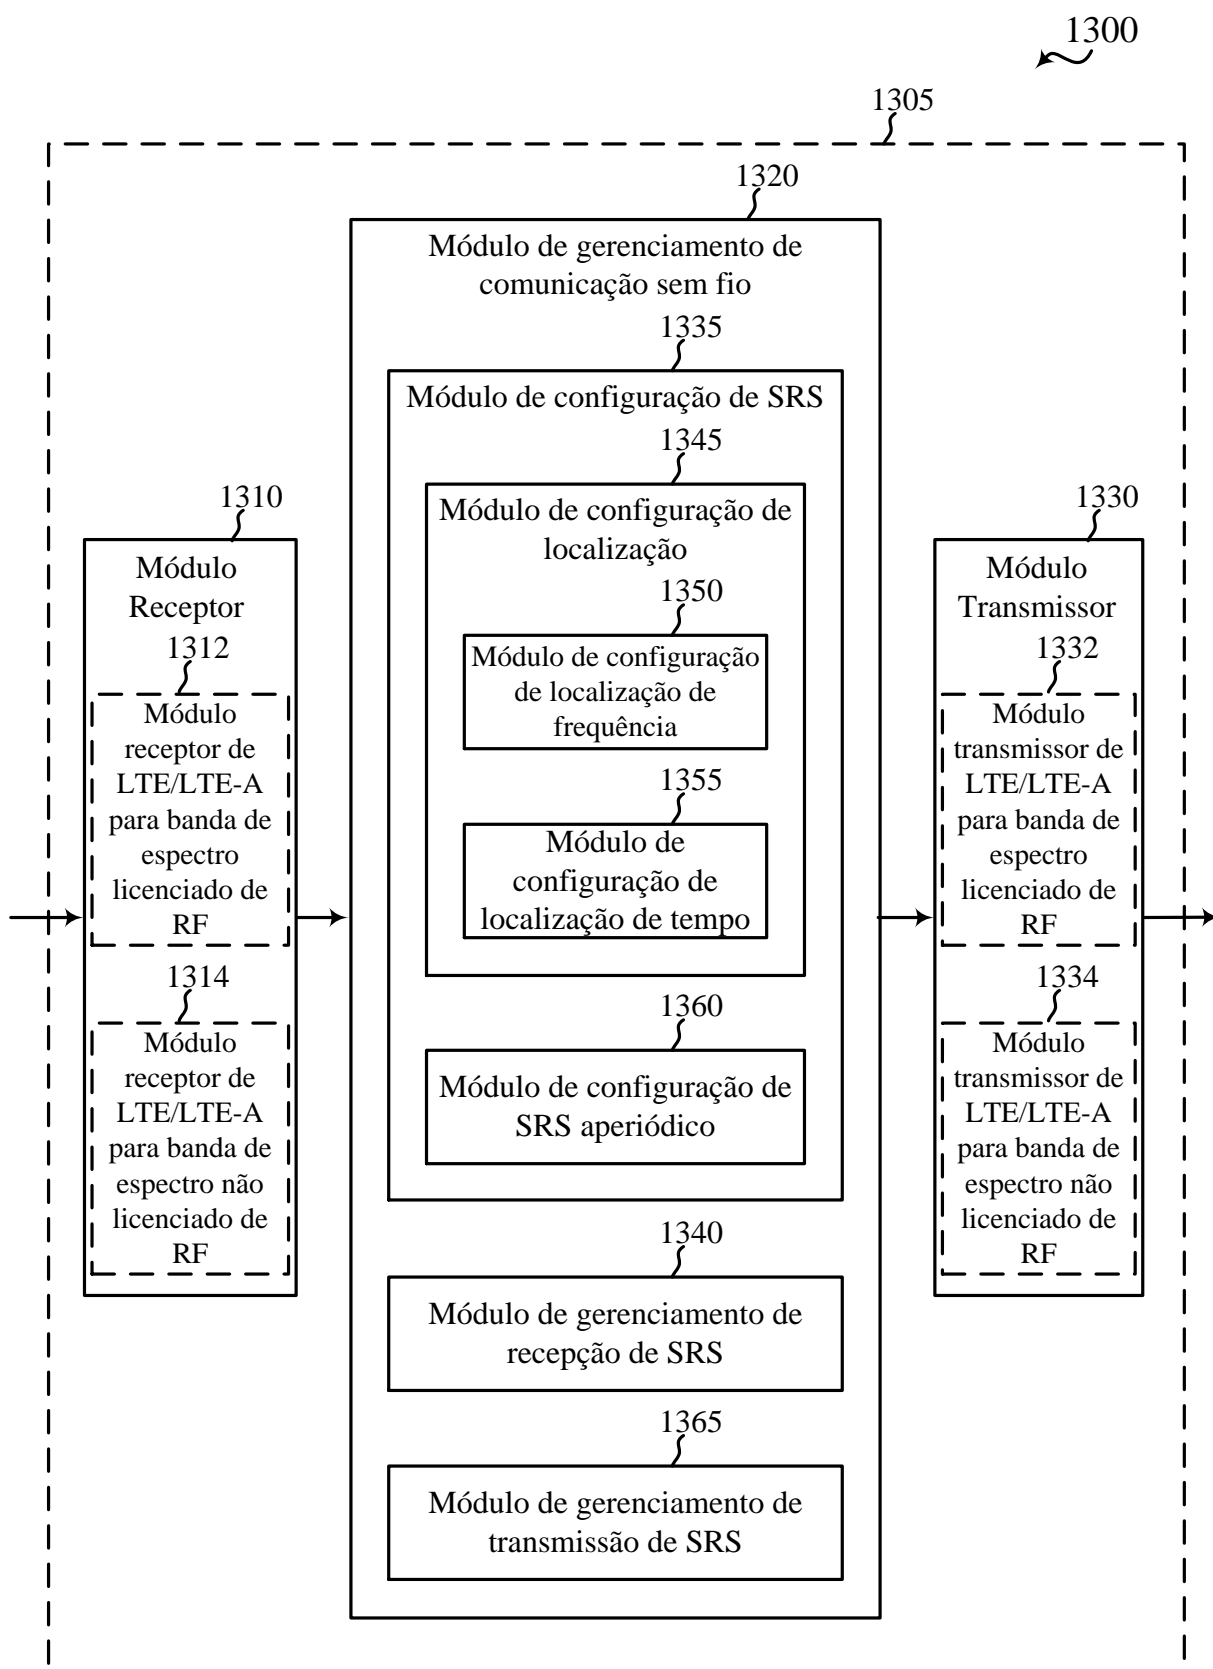 1300
1305
1320
Módulo de gerenciamento de
comunicação sem fio
1335
Módulo de configuração de SRS
1345
Módulo de configuração de
localização
1350
Módulo de configuração
de localização de
frequência
1355
Módulo de
configuração de
localização de tempo
1360
Módulo de configuração de
SRS aperiódico
1340
Módulo de gerenciamento de
recepção de SRS
1365
Módulo de gerenciamento de
transmissão de SRS
1310
Módulo
Receptor
1312
Módulo
receptor de
LTE/LTE-A
para banda de
espectro
licenciado de
RF
1314
Módulo
receptor de
LTE/LTE-A
para banda de
espectro não
licenciado de
RF
1330
Módulo
Transmissor
1332
Módulo
transmissor de
LTE/LTE-A
para banda de
espectro
licenciado de
RF
1334
Módulo
transmissor de
LTE/LTE-A
para banda de
espectro não
licenciado de
RF